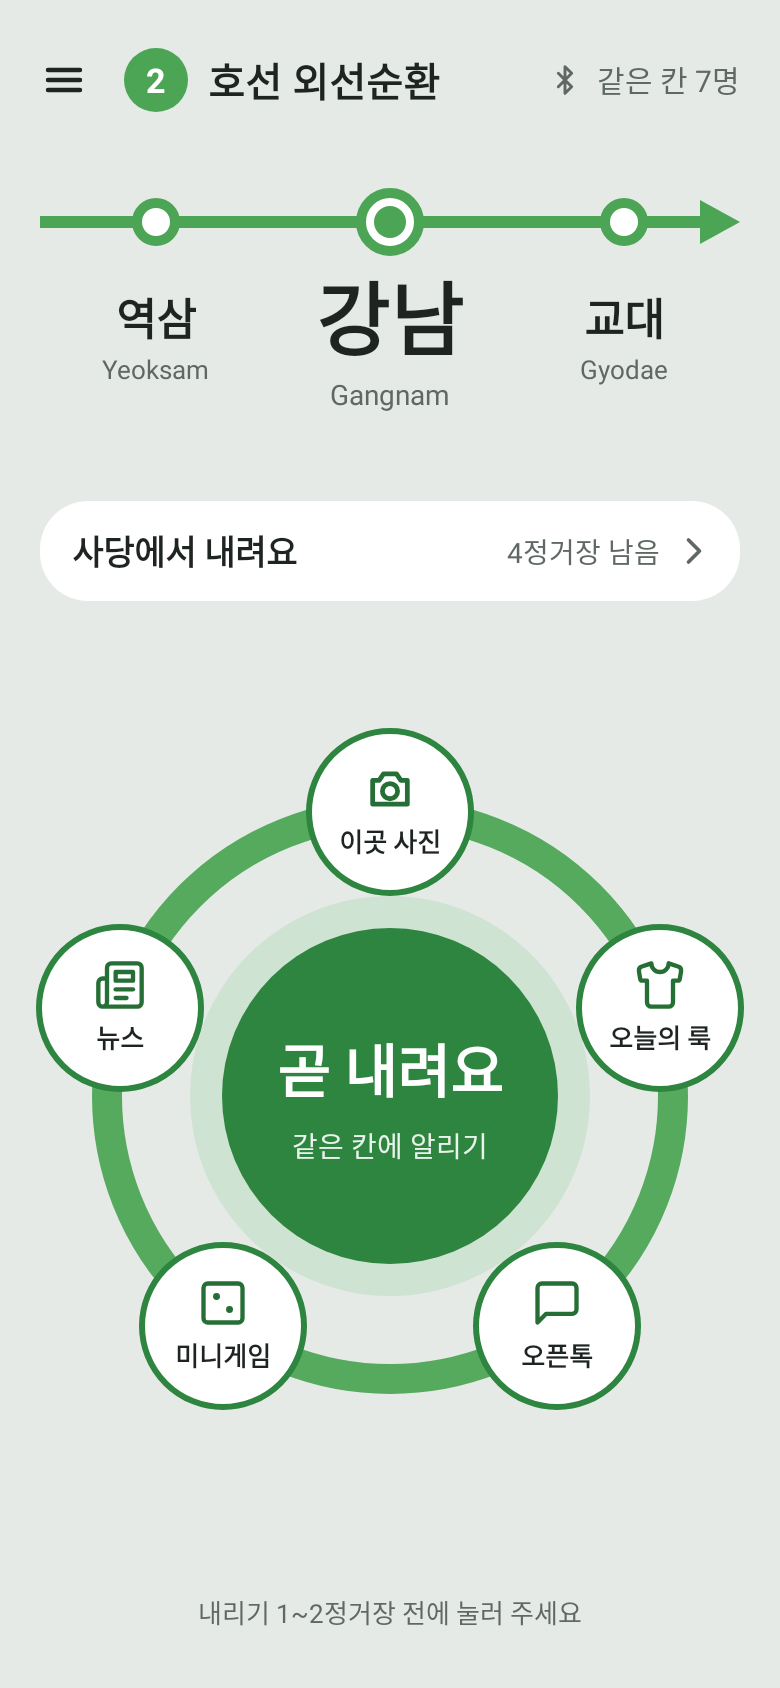 2 호선 외선순환
같은 칸 7명
역삼
Yeoksam
강남
Gangnam
교대
Gyodae
사당에서 내려요
4정거장 남음
이곳 사진
뉴스
오늘의 룩
곧 내려요
같은 칸에 알리기
미니게임
오픈톡
내리기 1~2정거장 전에 눌러 주세요